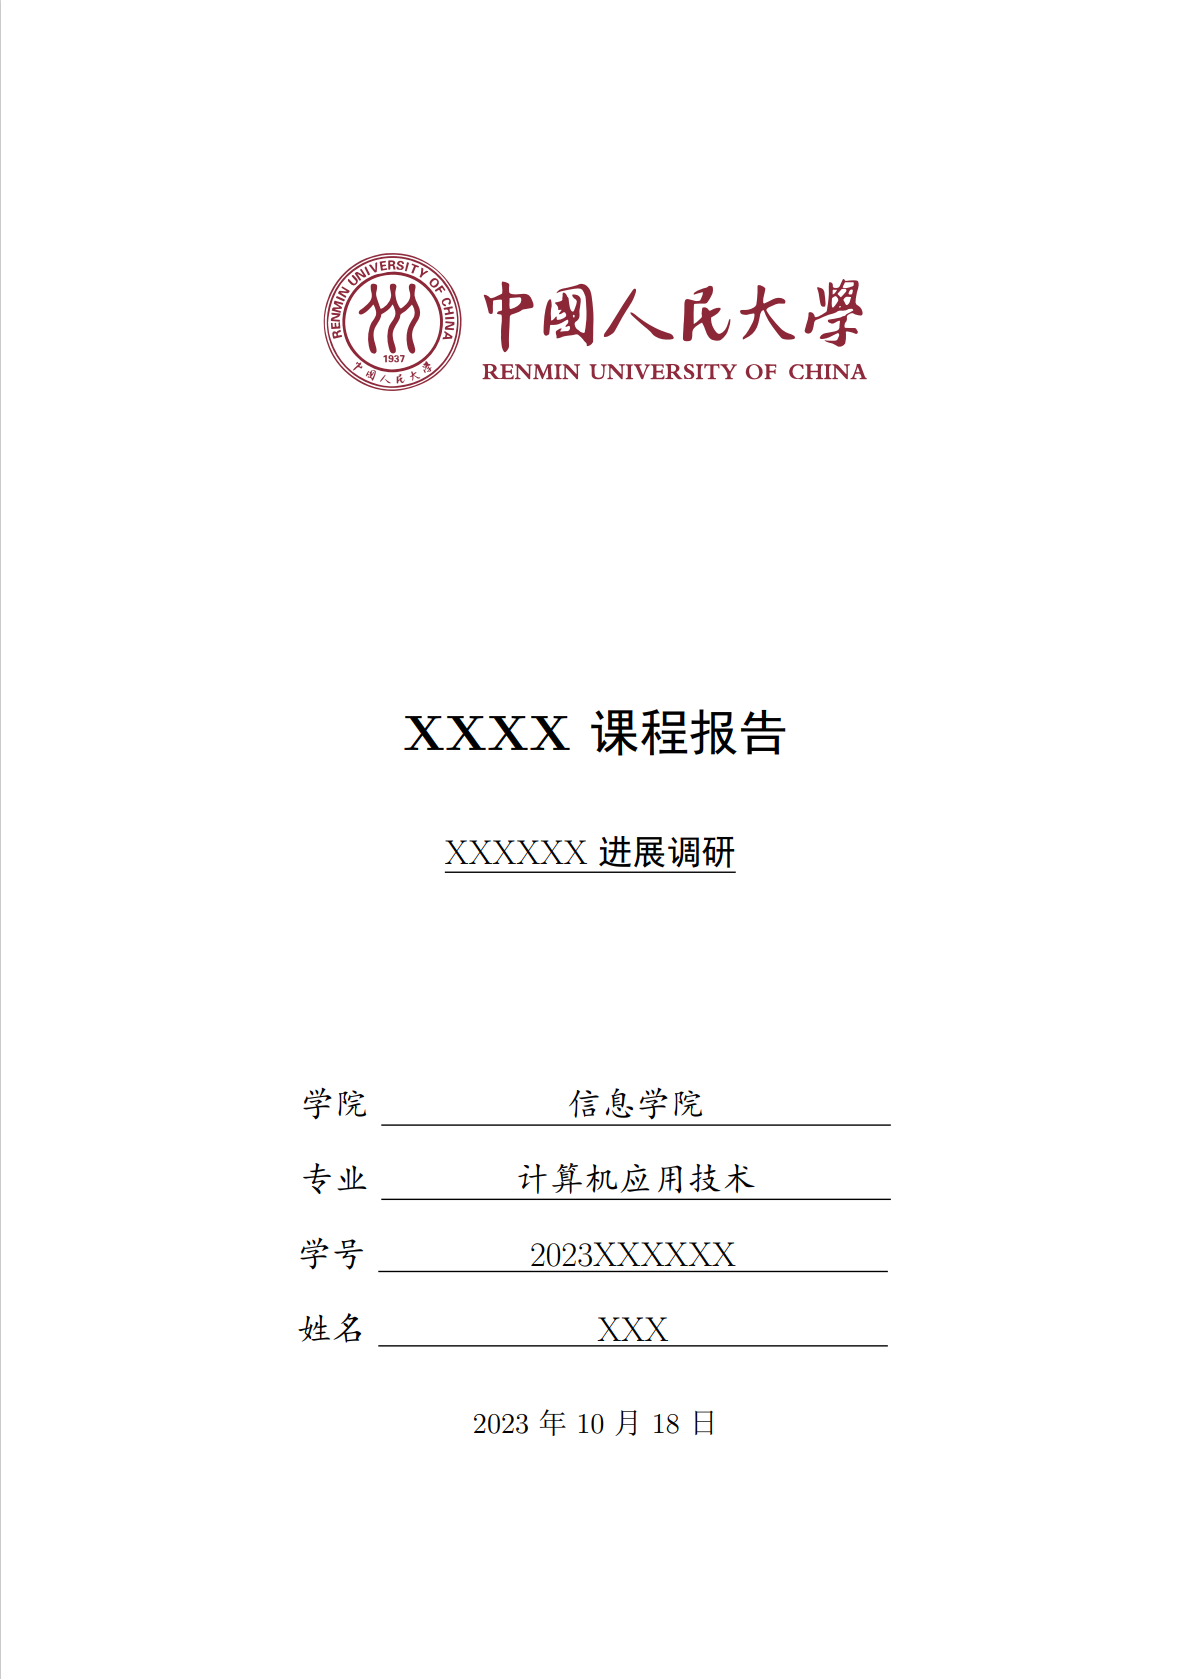 RENMIN UNIVERSITY OF CHINA
1937
中国人民大学
中國人民大學
RENMIN UNIVERSITY OF CHINA
XXXX 课程报告
XXXXXX 进展调研
学院 信息学院
专业 计算机应用技术
学号 2023XXXXXX
姓名 XXX
2023 年 10 月 18 日